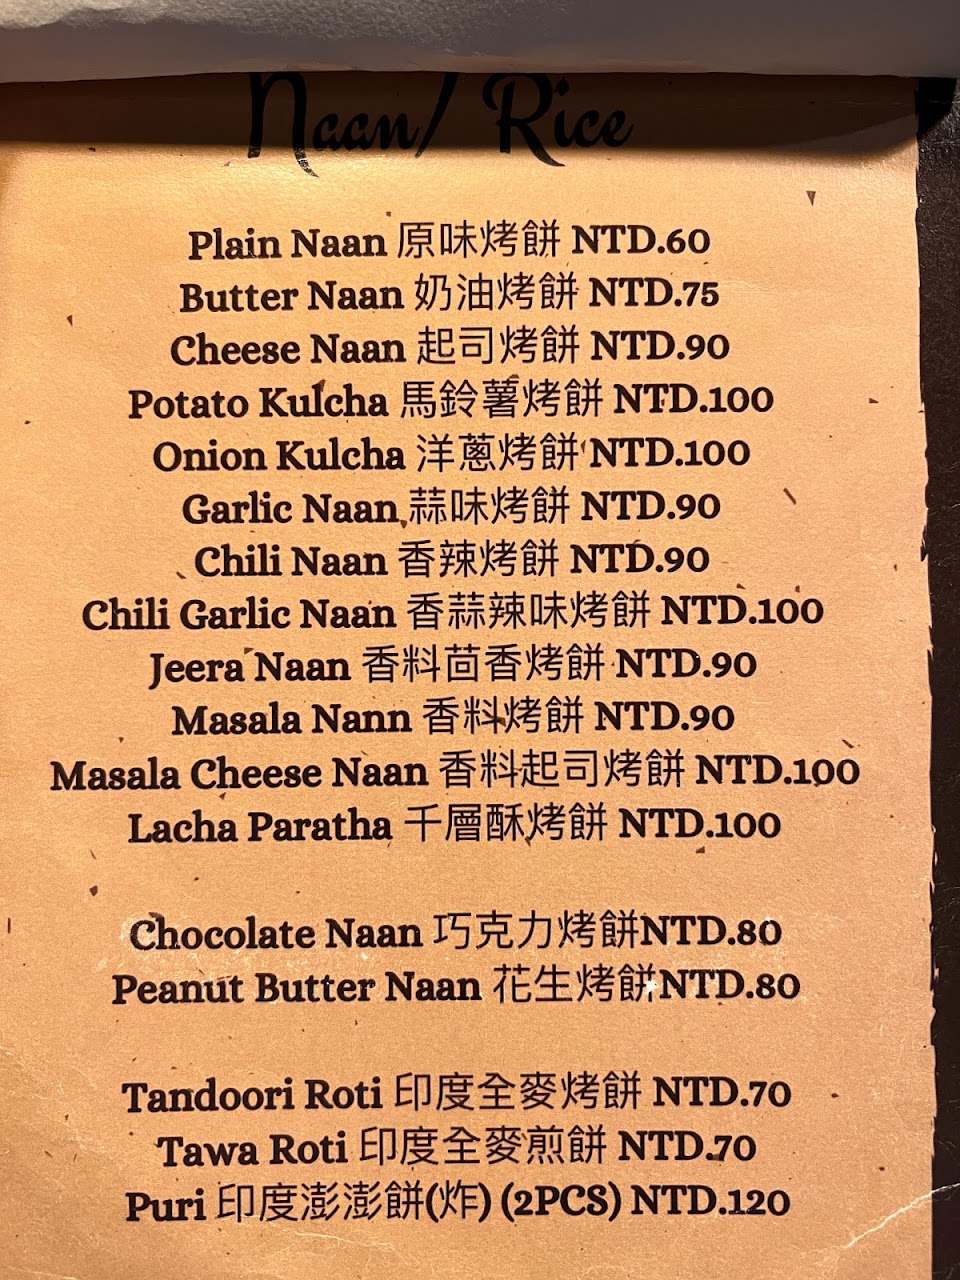 Naan/ Rice
Plain Naan 原味烤餅 NTD.60
Butter Naan 奶油烤餅 NTD.75
Cheese Naan 起司烤餅 NTD.90
Potato Kulcha 馬鈴薯烤餅 NTD.100
Onion Kulcha 洋蔥烤餅 NTD.100
Garlic Naan 蒜味烤餅 NTD.90
Chili Naan 香辣烤餅 NTD.90
Chili Garlic Naan 香蒜辣味烤餅 NTD.100
Jeera Naan 香料茴香烤餅 NTD.90
Masala Nann 香料烤餅 NTD.90
Masala Cheese Naan 香料起司烤餅 NTD.100
Lacha Paratha 千層酥烤餅 NTD.100
Chocolate Naan 巧克力烤餅NTD.80
Peanut Butter Naan 花生烤餅NTD.80
Tandoori Roti 印度全麥烤餅 NTD.70
Tawa Roti 印度全麥煎餅 NTD.70
Puri 印度澎澎餅(炸) (2PCS) NTD.120